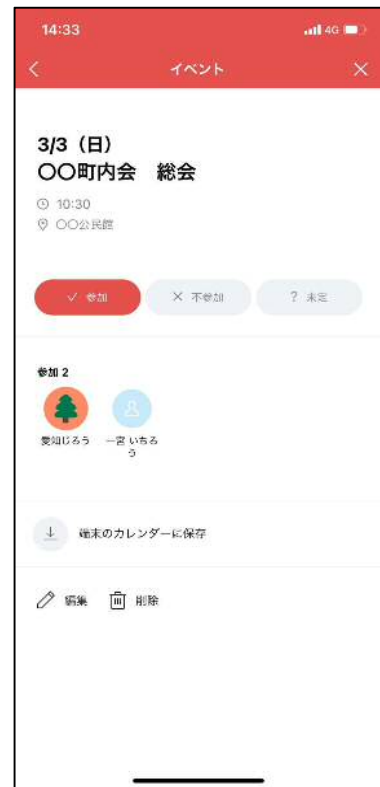 14:33 4G
イベント
3/3（日）
〇〇町内会　総会
10:30
〇〇公民館
参加 不参加 ? 未定
参加 2
愛知じろう 一宮 いちろ
う
端末のカレンダーに保存
編集 削除